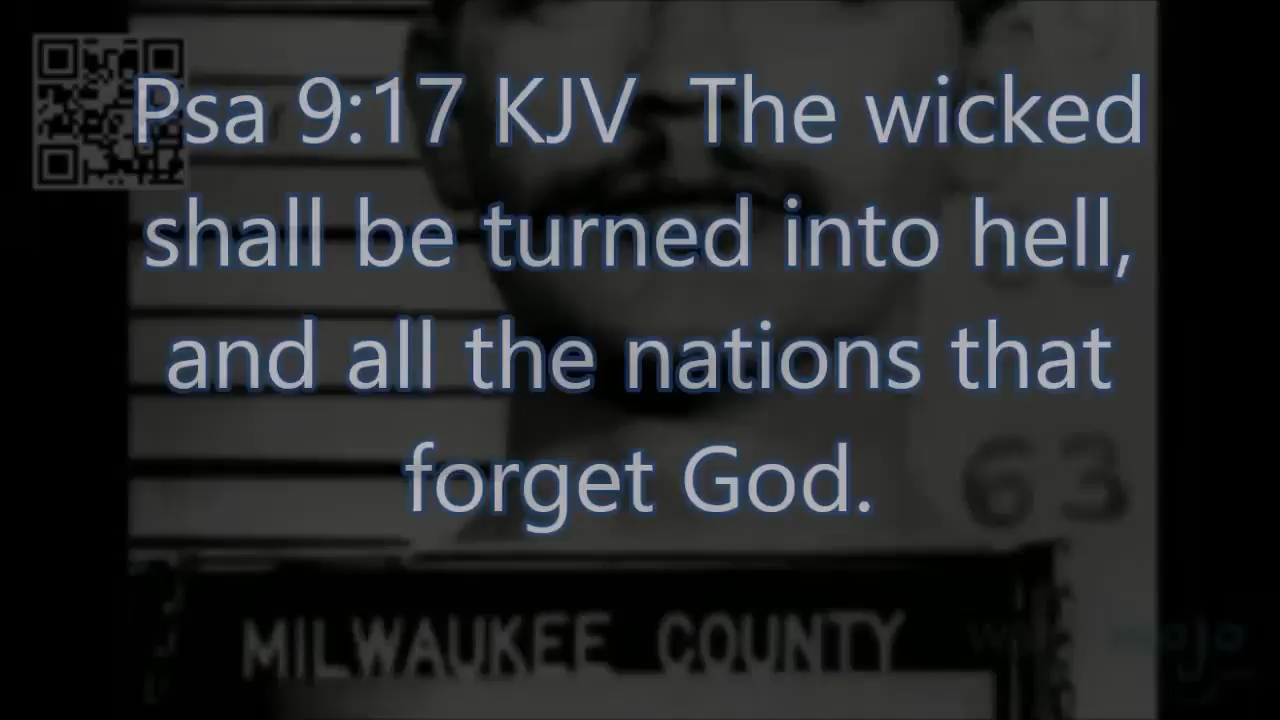 Psa 9:17 KJV  The wicked
shall be turned into hell,
and all the nations that
forget God.
63
MILWAUKEE COUNTY